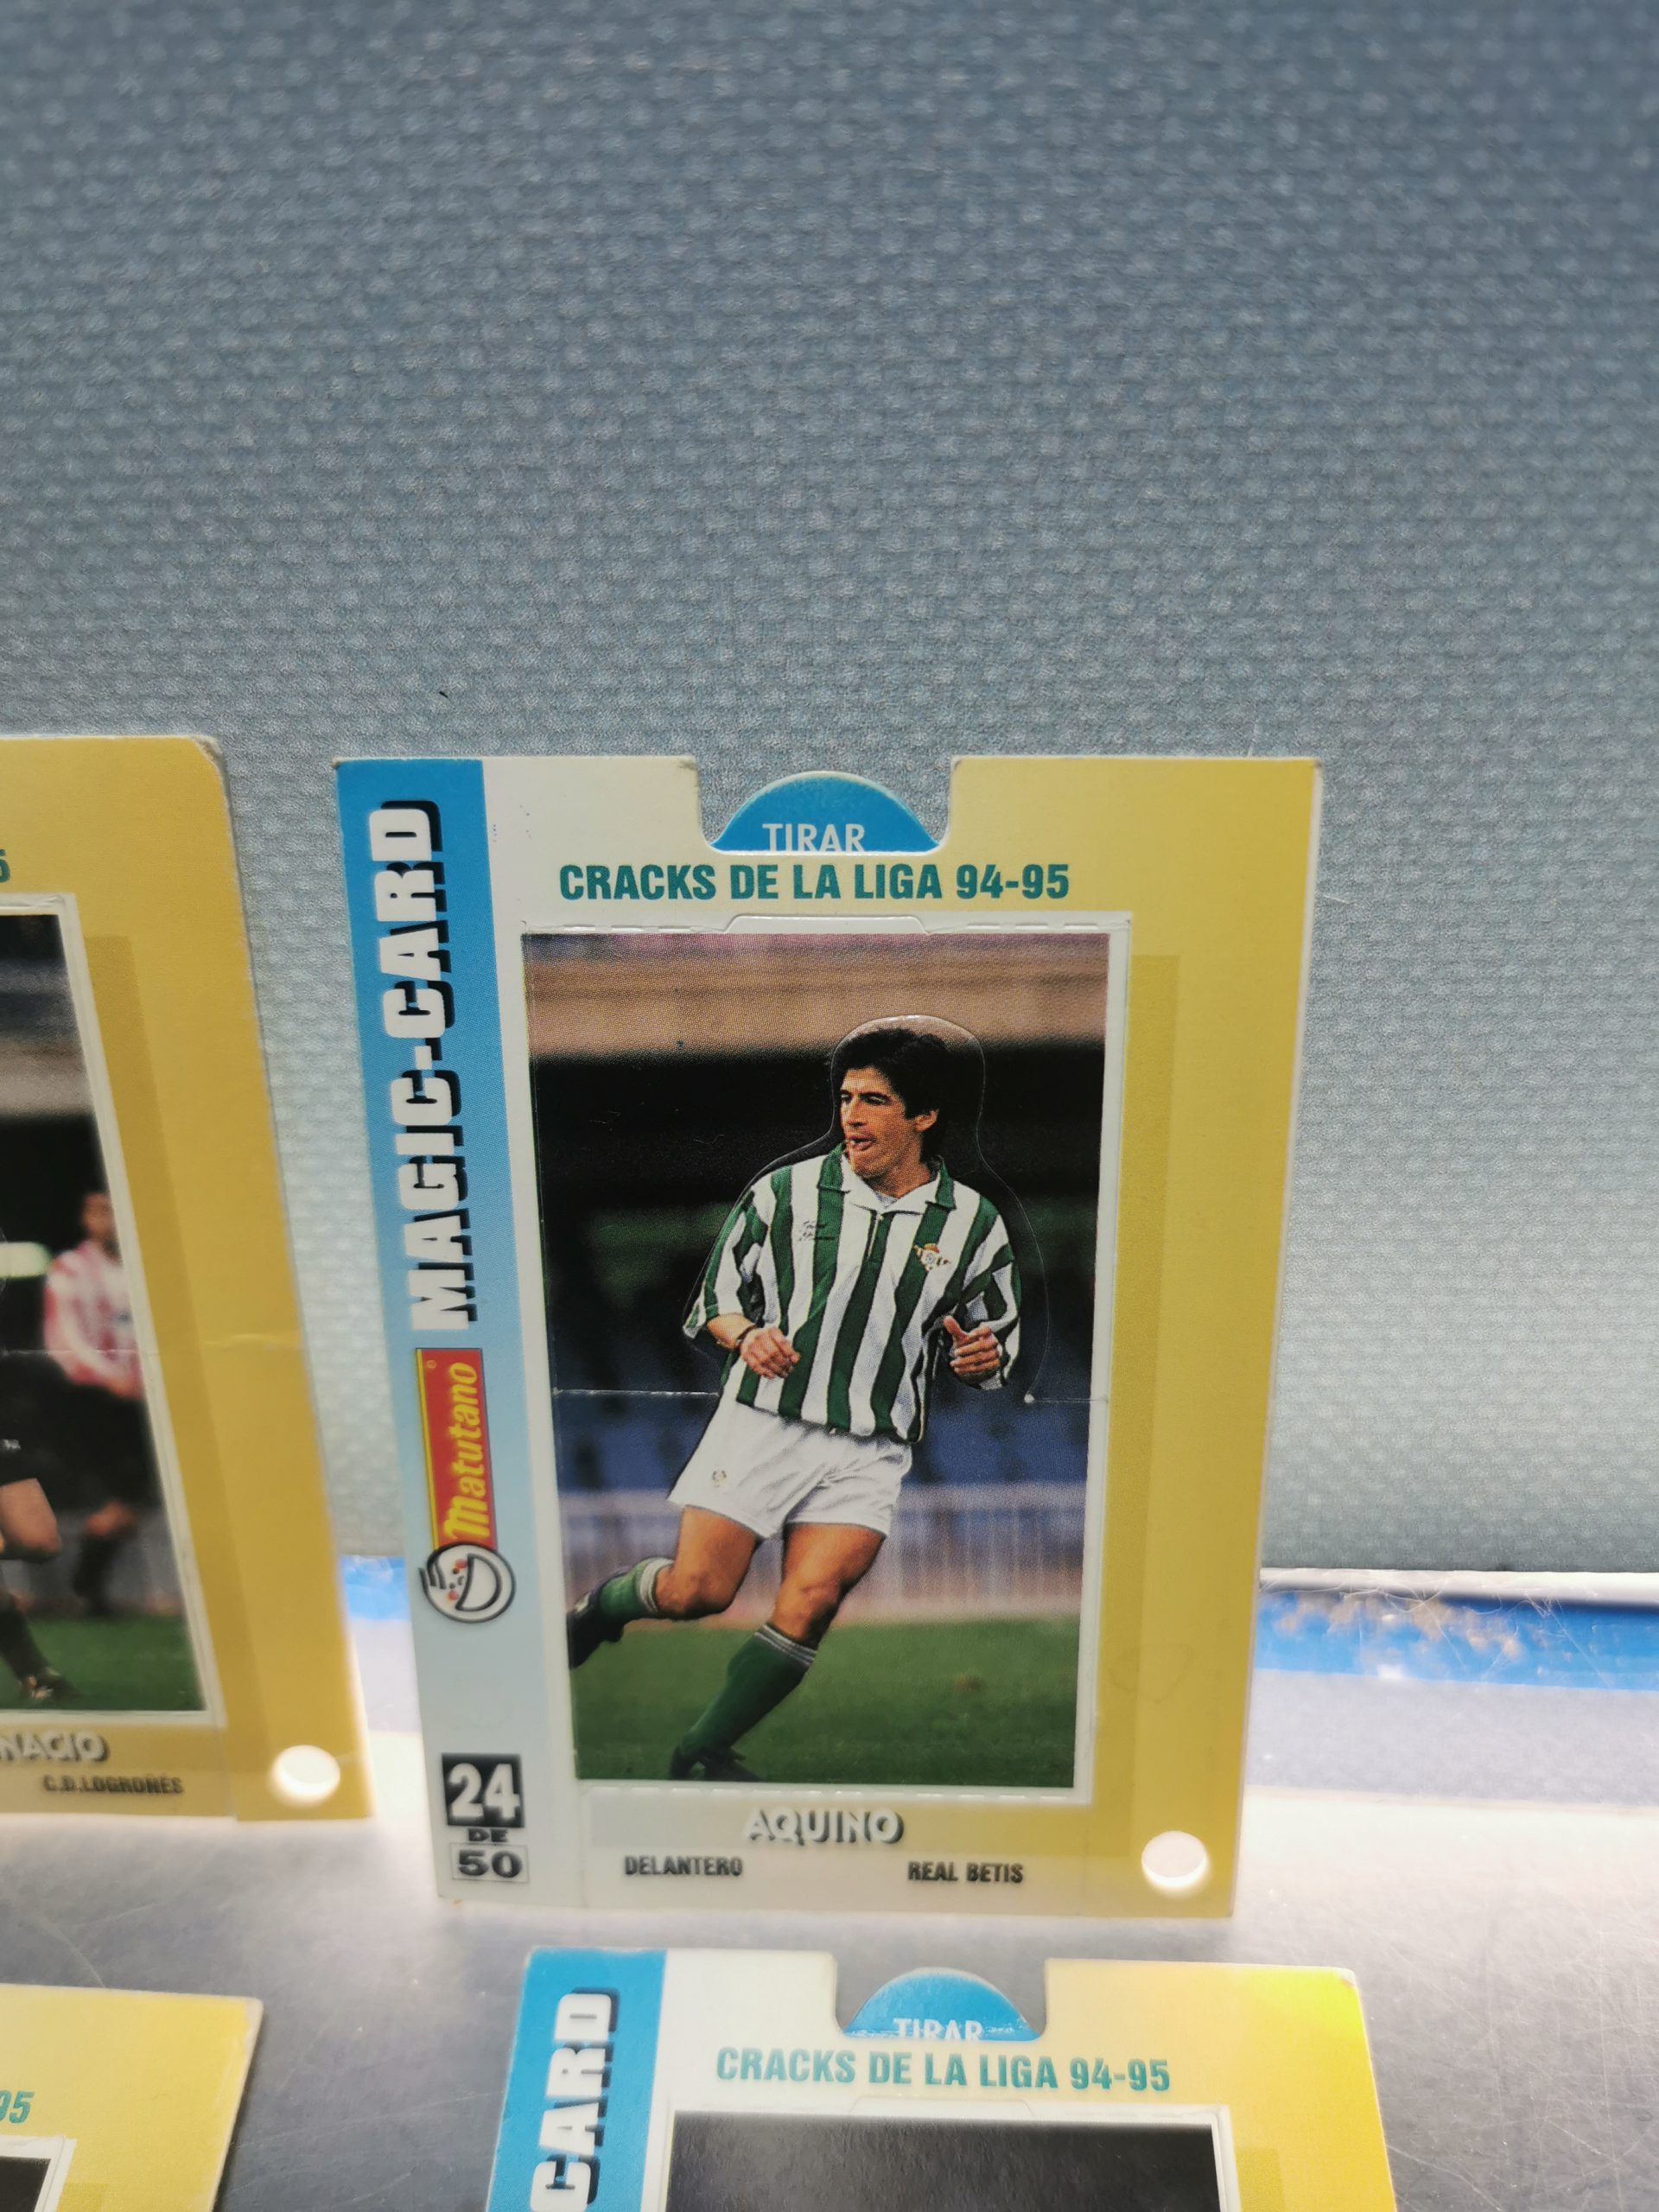 TIRAR
CRACKS DE LA LIGA 94-95
MAGIC-CARD
Matutano
24
DE
50
AQUINO
DELANTERO REAL BETIS
C.D.LOGROÑÉS
TIRAR
CRACKS DE LA LIGA 94-95
CARD
95